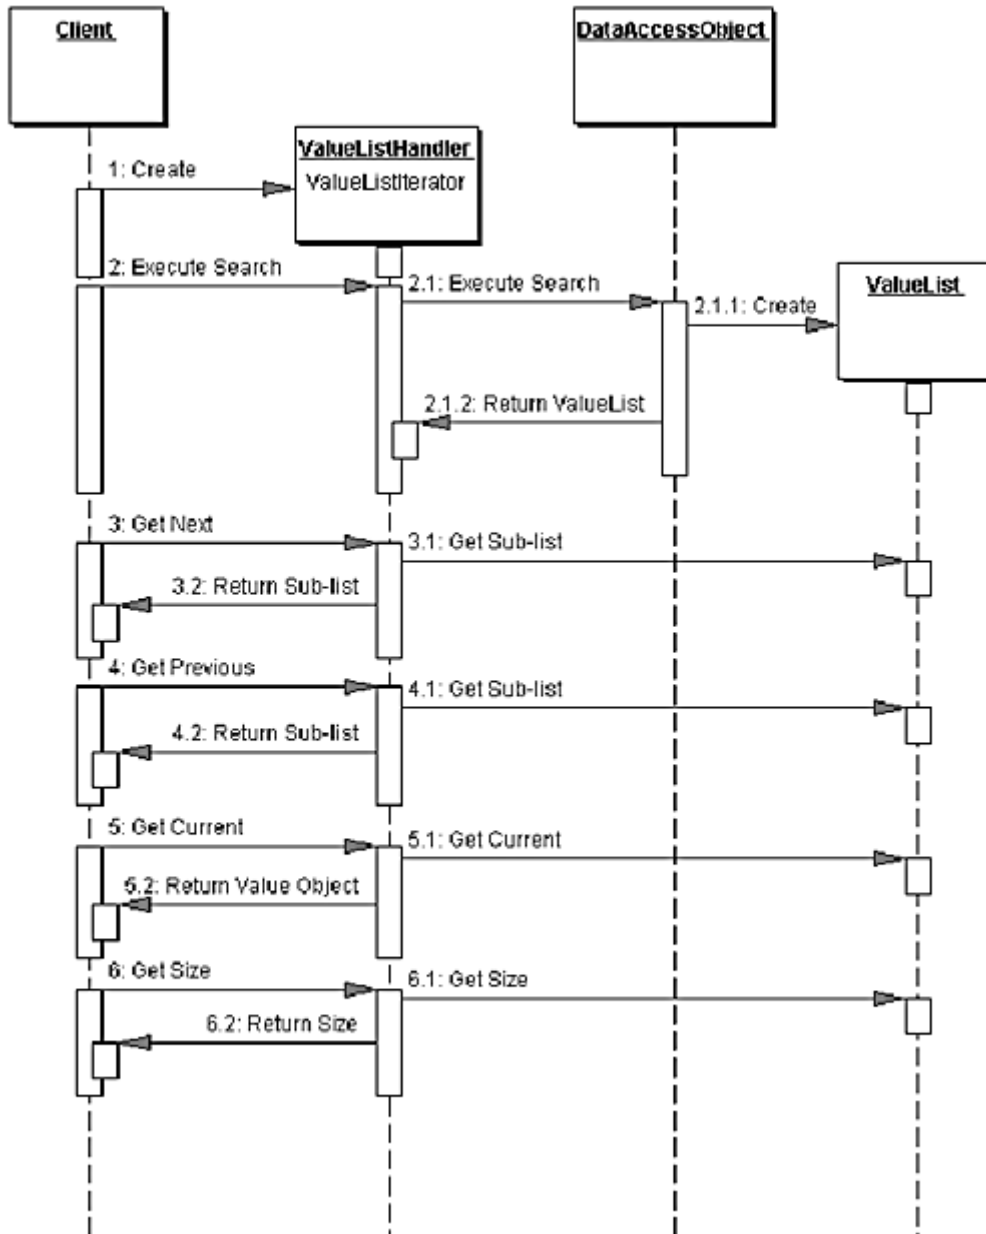 Client
DataAccessObject
ValueListHandler
ValueListIterator
1: Create
2: Execute Search
2.1: Execute Search
ValueList
2.1.1: Create
2.1.2: Return ValueList
3: Get Next
3.1: Get Sub-list
3.2: Return Sub-list
4: Get Previous
4.1: Get Sub-list
4.2: Return Sub-list
5: Get Current
5.1: Get Current
5.2: Return Value Object
6: Get Size
6.1: Get Size
6.2: Return Size